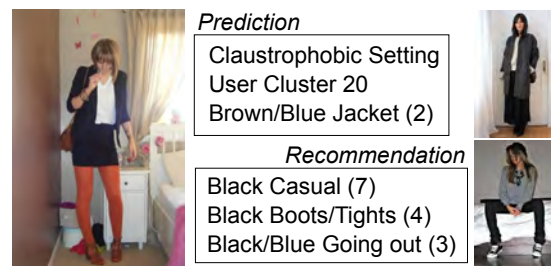 Prediction
Claustrophobic Setting
User Cluster 20
Brown/Blue Jacket (2)
Recommendation
Black Casual (7)
Black Boots/Tights (4)
Black/Blue Going out (3)